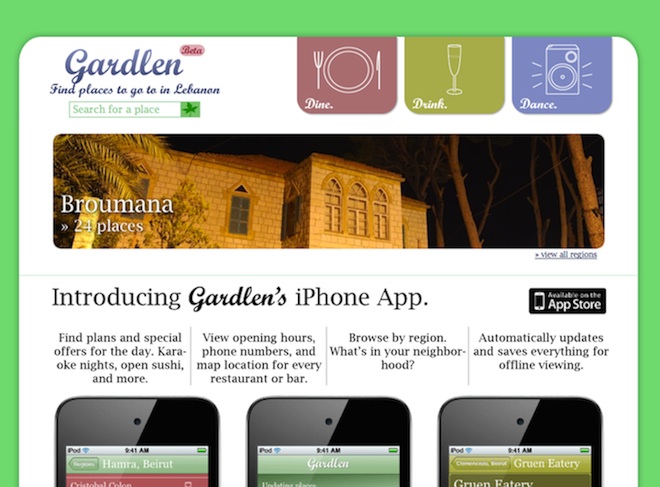 Gardlen
Beta
Find places to go to in Lebanon
Search for a place
Dine.
Drink.
Dance.
Broumana
» 24 places
» view all regions
Introducing Gardlen's iPhone App.
Available on the
App Store
Find plans and special
offers for the day. Kara-
oke nights, open sushi,
and more.
View opening hours,
phone numbers, and
map location for every
restaurant or bar.
Browse by region.
What's in your neighbor-
hood?
Automatically updates
and saves everything for
offline viewing.
iPod 9:41 AM
Regions
Hamra, Beirut
Cristobal Colon
iPod 9:41 AM
Gardlen
Updating places
iPod 9:41 AM
Clemenceau, Beirut
Gruen Eatery
Gruen Eatery